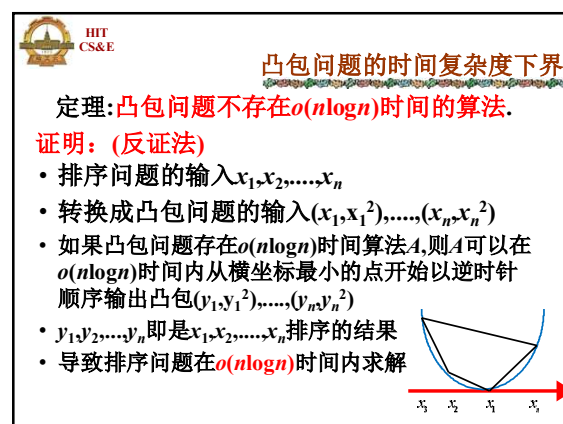 HIT
CS&E
凸包问题的时间复杂度下界
定理:凸包问题不存在o(nlogn)时间的算法.
证明：(反证法)
• 排序问题的输入x₁,x₂,....,xₙ
• 转换成凸包问题的输入(x₁,x₁²),....,(xₙ,xₙ²)
• 如果凸包问题存在o(nlogn)时间算法A,则A可以在
o(nlogn)时间内从横坐标最小的点开始以逆时针
顺序输出凸包(y₁,y₁²),....,(yₙ,yₙ²)
• y₁,y₂,...,yₙ即是x₁,x₂,....,xₙ排序的结果
• 导致排序问题在o(nlogn)时间内求解
x₃ x₂ x₁ xₙ